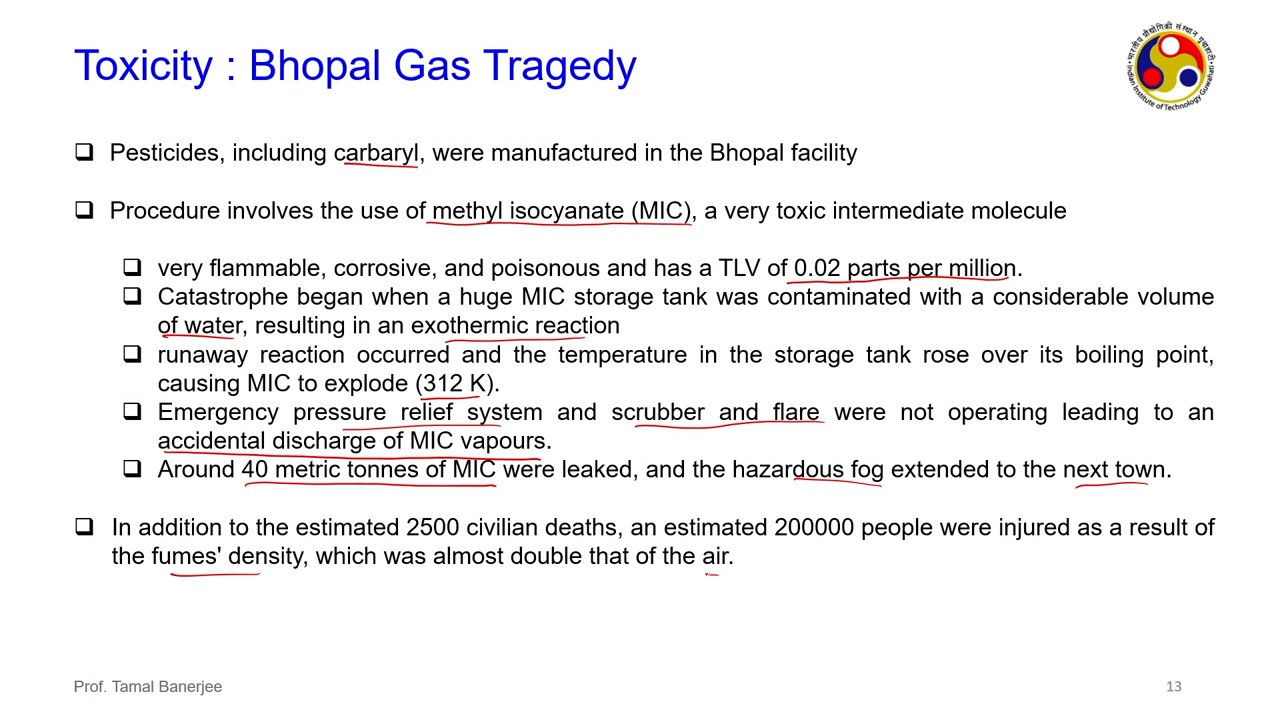 Toxicity : Bhopal Gas Tragedy
भारतीय प्रौद्योगिकी संस्थान गुवाहाटी
Indian Institute of Technology Guwahati
Pesticides, including carbaryl, were manufactured in the Bhopal facility
Procedure involves the use of methyl isocyanate (MIC), a very toxic intermediate molecule
very flammable, corrosive, and poisonous and has a TLV of 0.02 parts per million.
Catastrophe began when a huge MIC storage tank was contaminated with a considerable volume
of water, resulting in an exothermic reaction
runaway reaction occurred and the temperature in the storage tank rose over its boiling point,
causing MIC to explode (312 K).
Emergency pressure relief system and scrubber and flare were not operating leading to an
accidental discharge of MIC vapours.
Around 40 metric tonnes of MIC were leaked, and the hazardous fog extended to the next town.
In addition to the estimated 2500 civilian deaths, an estimated 200000 people were injured as a result of
the fumes' density, which was almost double that of the air.
Prof. Tamal Banerjee
13